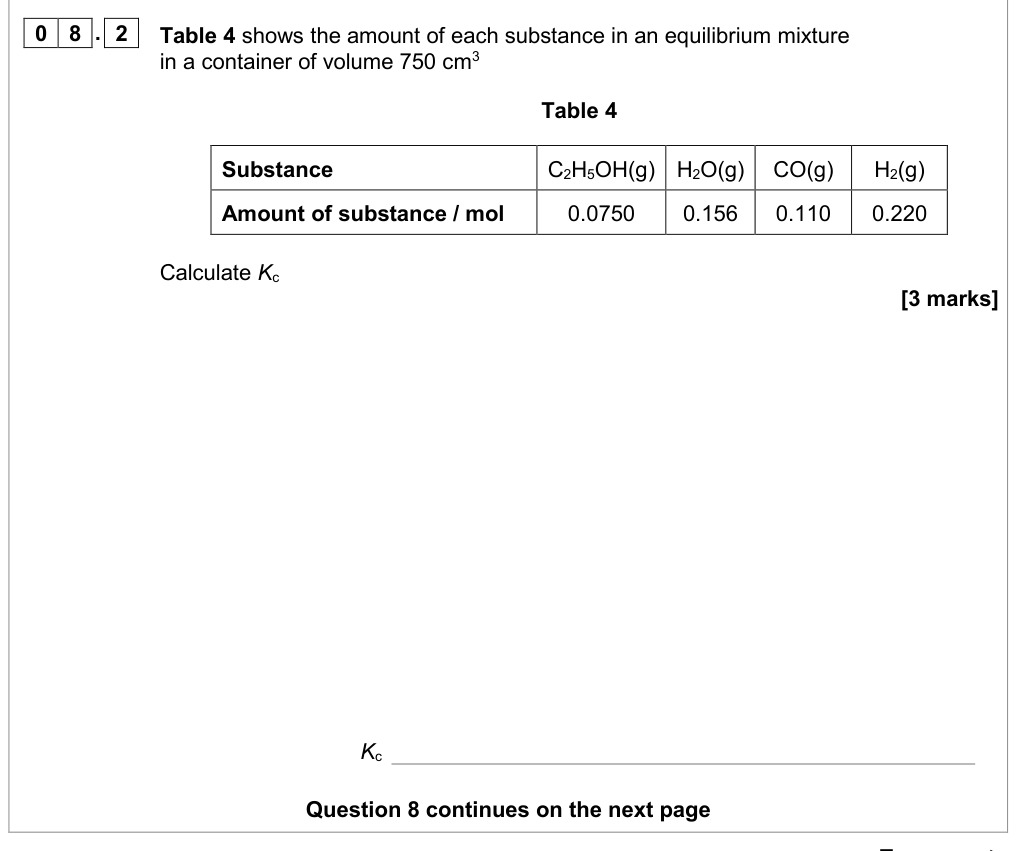 0 8 . 2 Table 4 shows the amount of each substance in an equilibrium mixture
in a container of volume 750 cm³
Table 4
Substance C₂H₅OH(g) H₂O(g) CO(g) H₂(g)
Amount of substance / mol 0.0750 0.156 0.110 0.220
Calculate Kc
[3 marks]
Kc
Question 8 continues on the next page